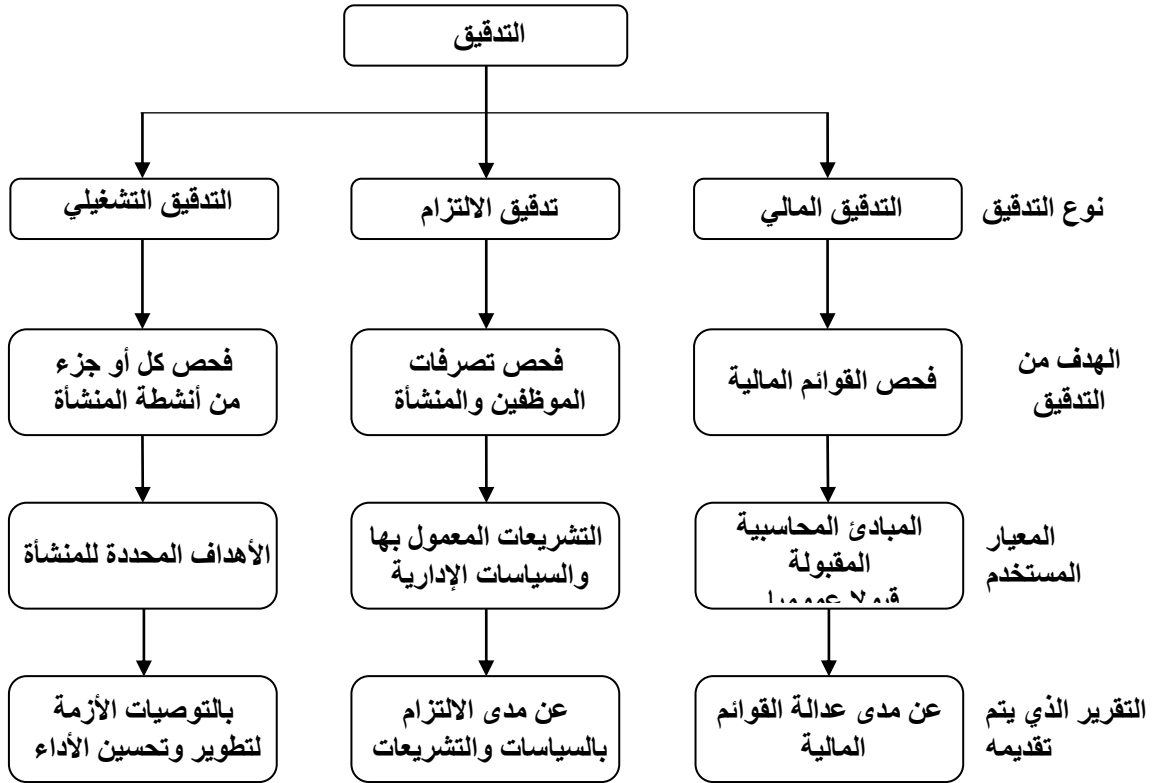 التدقيق
نوع التدقيق
التدقيق المالي
تدقيق الالتزام
التدقيق التشغيلي
الهدف من
التدقيق
فحص القوائم المالية
فحص تصرفات
الموظفين والمنشأة
فحص كل أو جزء
من أنشطة المنشأة
المعيار
المستخدم
المبادئ المحاسبية
المقبولة
قبولا عموميا
التشريعات المعمول بها
والسياسات الإدارية
الأهداف المحددة للمنشأة
التقرير الذي يتم
تقديمه
عن مدى عدالة القوائم
المالية
عن مدى الالتزام
بالسياسات والتشريعات
بالتوصيات الأزمة
لتطوير وتحسين الأداء